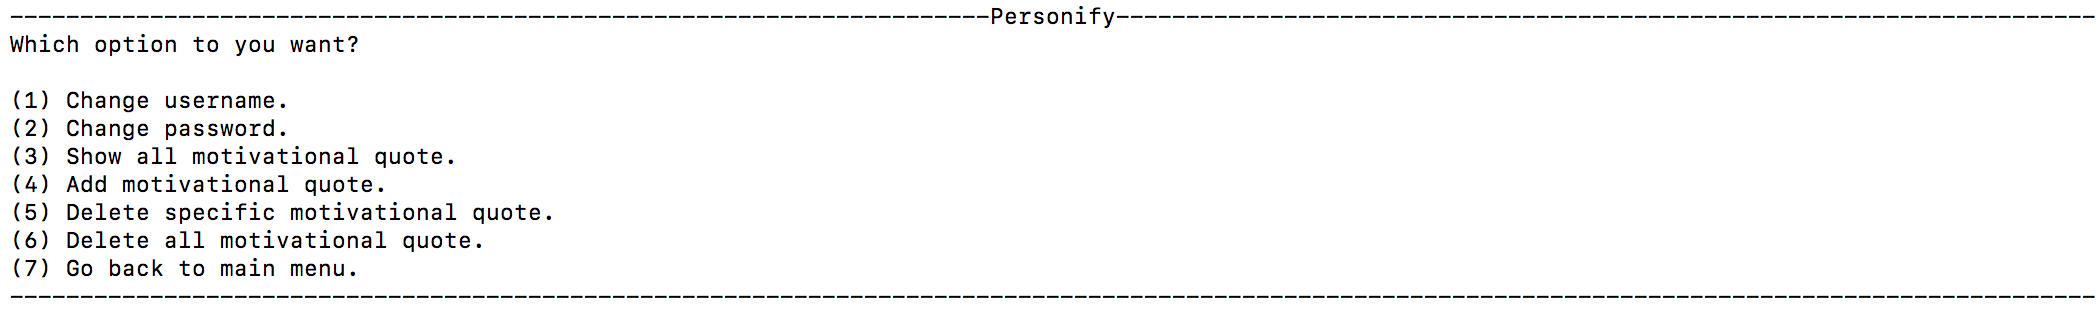 ----------------------------------------------------------------------Personify----------------------------------------------------------------------
Which option to you want?

(1) Change username.
(2) Change password.
(3) Show all motivational quote.
(4) Add motivational quote.
(5) Delete specific motivational quote.
(6) Delete all motivational quote.
(7) Go back to main menu.
-----------------------------------------------------------------------------------------------------------------------------------------------------